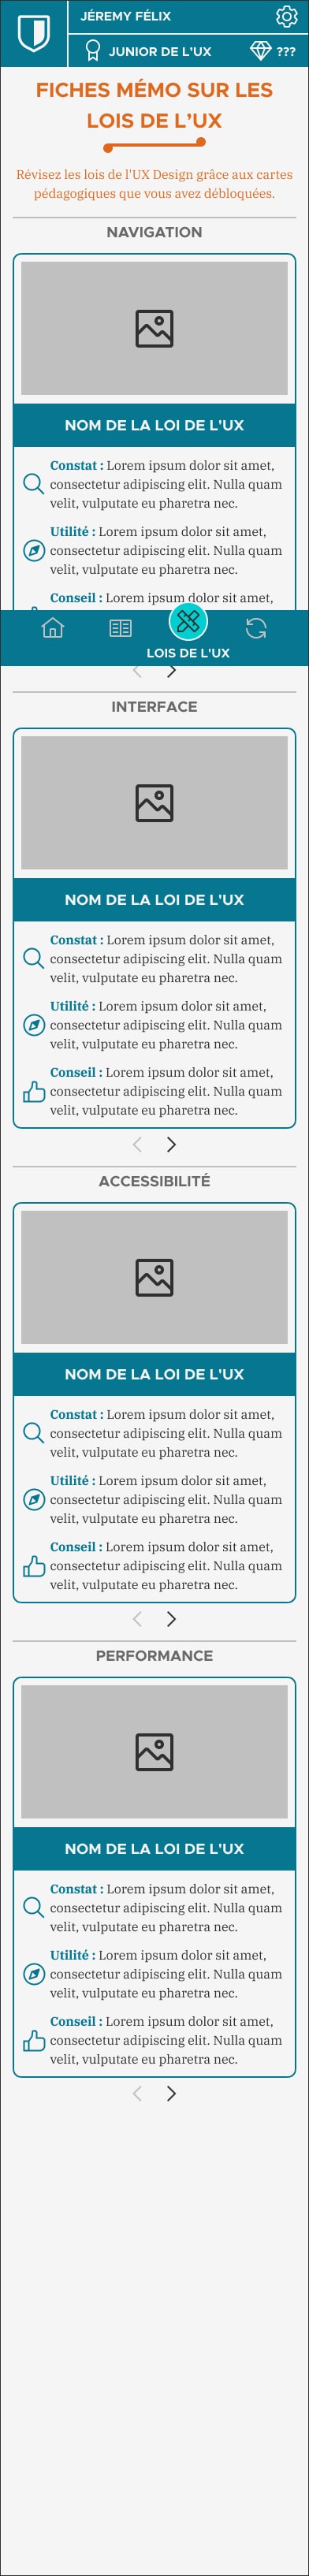 JÉREMY FÉLIX
JUNIOR DE L'UX
???
FICHES MÉMO SUR LES
LOIS DE L’UX
Révisez les lois de l'UX Design grâce aux cartes
pédagogiques que vous avez débloquées.
NAVIGATION
NOM DE LA LOI DE L'UX
Constat : Lorem ipsum dolor sit amet,
consectetur adipiscing elit. Nulla quam
velit, vulputate eu pharetra nec.
Utilité : Lorem ipsum dolor sit amet,
consectetur adipiscing elit. Nulla quam
velit, vulputate eu pharetra nec.
Conseil : Lorem ipsum dolor sit amet,
LOIS DE L'UX
INTERFACE
NOM DE LA LOI DE L'UX
Constat : Lorem ipsum dolor sit amet,
consectetur adipiscing elit. Nulla quam
velit, vulputate eu pharetra nec.
Utilité : Lorem ipsum dolor sit amet,
consectetur adipiscing elit. Nulla quam
velit, vulputate eu pharetra nec.
Conseil : Lorem ipsum dolor sit amet,
consectetur adipiscing elit. Nulla quam
velit, vulputate eu pharetra nec.
ACCESSIBILITÉ
NOM DE LA LOI DE L'UX
Constat : Lorem ipsum dolor sit amet,
consectetur adipiscing elit. Nulla quam
velit, vulputate eu pharetra nec.
Utilité : Lorem ipsum dolor sit amet,
consectetur adipiscing elit. Nulla quam
velit, vulputate eu pharetra nec.
Conseil : Lorem ipsum dolor sit amet,
consectetur adipiscing elit. Nulla quam
velit, vulputate eu pharetra nec.
PERFORMANCE
NOM DE LA LOI DE L'UX
Constat : Lorem ipsum dolor sit amet,
consectetur adipiscing elit. Nulla quam
velit, vulputate eu pharetra nec.
Utilité : Lorem ipsum dolor sit amet,
consectetur adipiscing elit. Nulla quam
velit, vulputate eu pharetra nec.
Conseil : Lorem ipsum dolor sit amet,
consectetur adipiscing elit. Nulla quam
velit, vulputate eu pharetra nec.